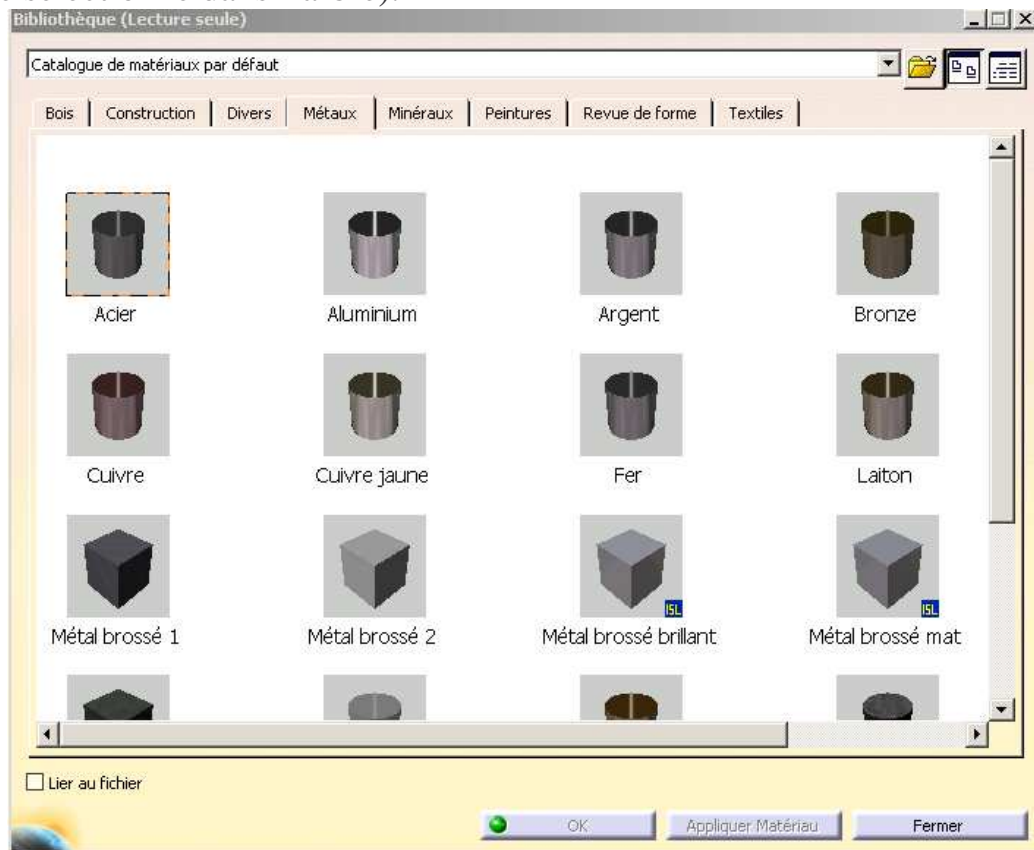 Bibliothèque (Lecture seule)
Catalogue de matériaux par défaut
Bois Construction Divers Métaux Minéraux Peintures Revue de forme Textiles
Acier Aluminium Argent Bronze
Cuivre Cuivre jaune Fer Laiton
ISL ISL
Métal brossé 1 Métal brossé 2 Métal brossé brillant Métal brossé mat
Lier au fichier
OK Appliquer Matériau Fermer